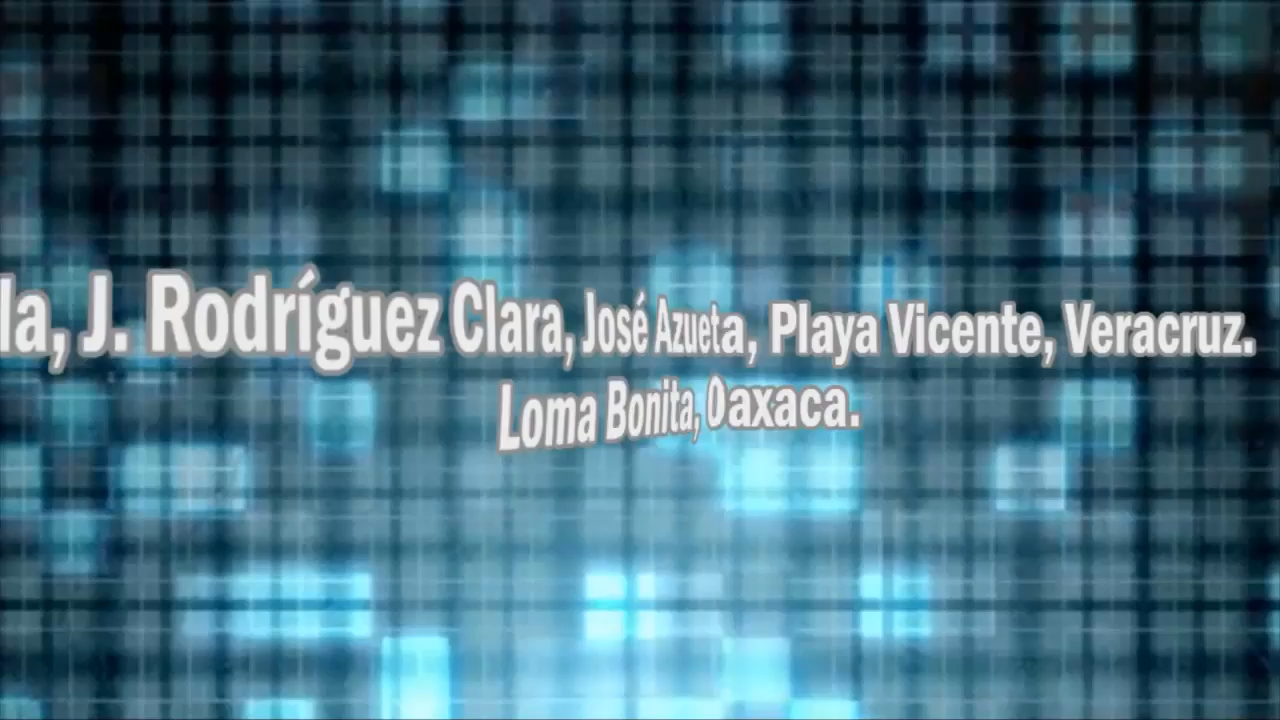 la, J. Rodríguez Clara, José Azueta, Playa Vicente, Veracruz.
Loma Bonita, Oaxaca.